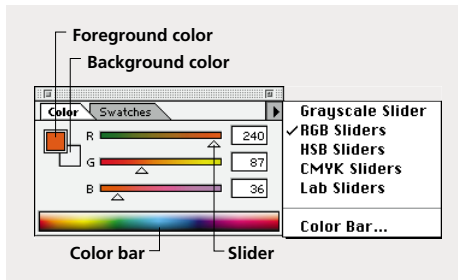 Foreground color
Background color
Color Swatches
Grayscale Slider
R 240
✓RGB Sliders
HSB Sliders
G 87
CMYK Sliders
B 36
Lab Sliders
Color Bar...
Color bar Slider